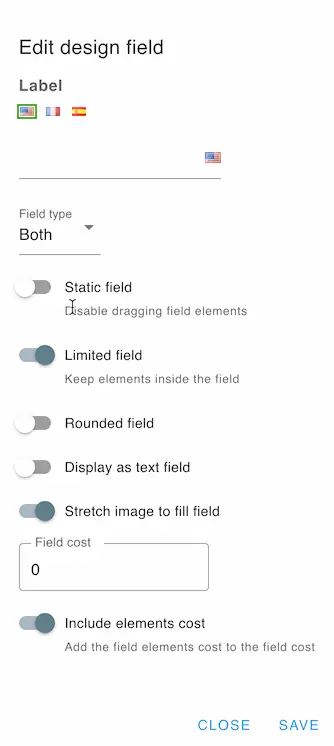 Edit design field
Label
Field type
Both
Static field
Disable dragging field elements
Limited field
Keep elements inside the field
Rounded field
Display as text field
Stretch image to fill field
Field cost
0
Include elements cost
Add the field elements cost to the field cost
CLOSE SAVE